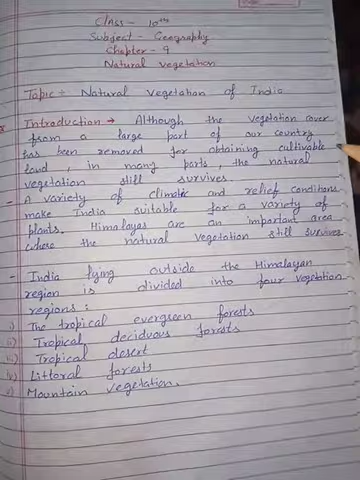 Class - 10th
Subject - Geography
Chapter - 9
Natural vegetation
Topic :- Natural Vegetation of India
Introduction → Although the vegetation cover
from a large part of our country
has been removed for obtaining cultivable
land, in many parts the natural
vegetation still survives.
- A variety of climatic and relief conditions
make India suitable for a variety of
plants. Himalayas are an important area
where the natural vegetation still survives
- India lying outside the Himalayan
region is divided into four vegetation
regions :
i) The tropical evergreen forests
ii) Tropical deciduous forests
iii) Tropical desert
iv) Littoral forests
v) Mountain vegetation.